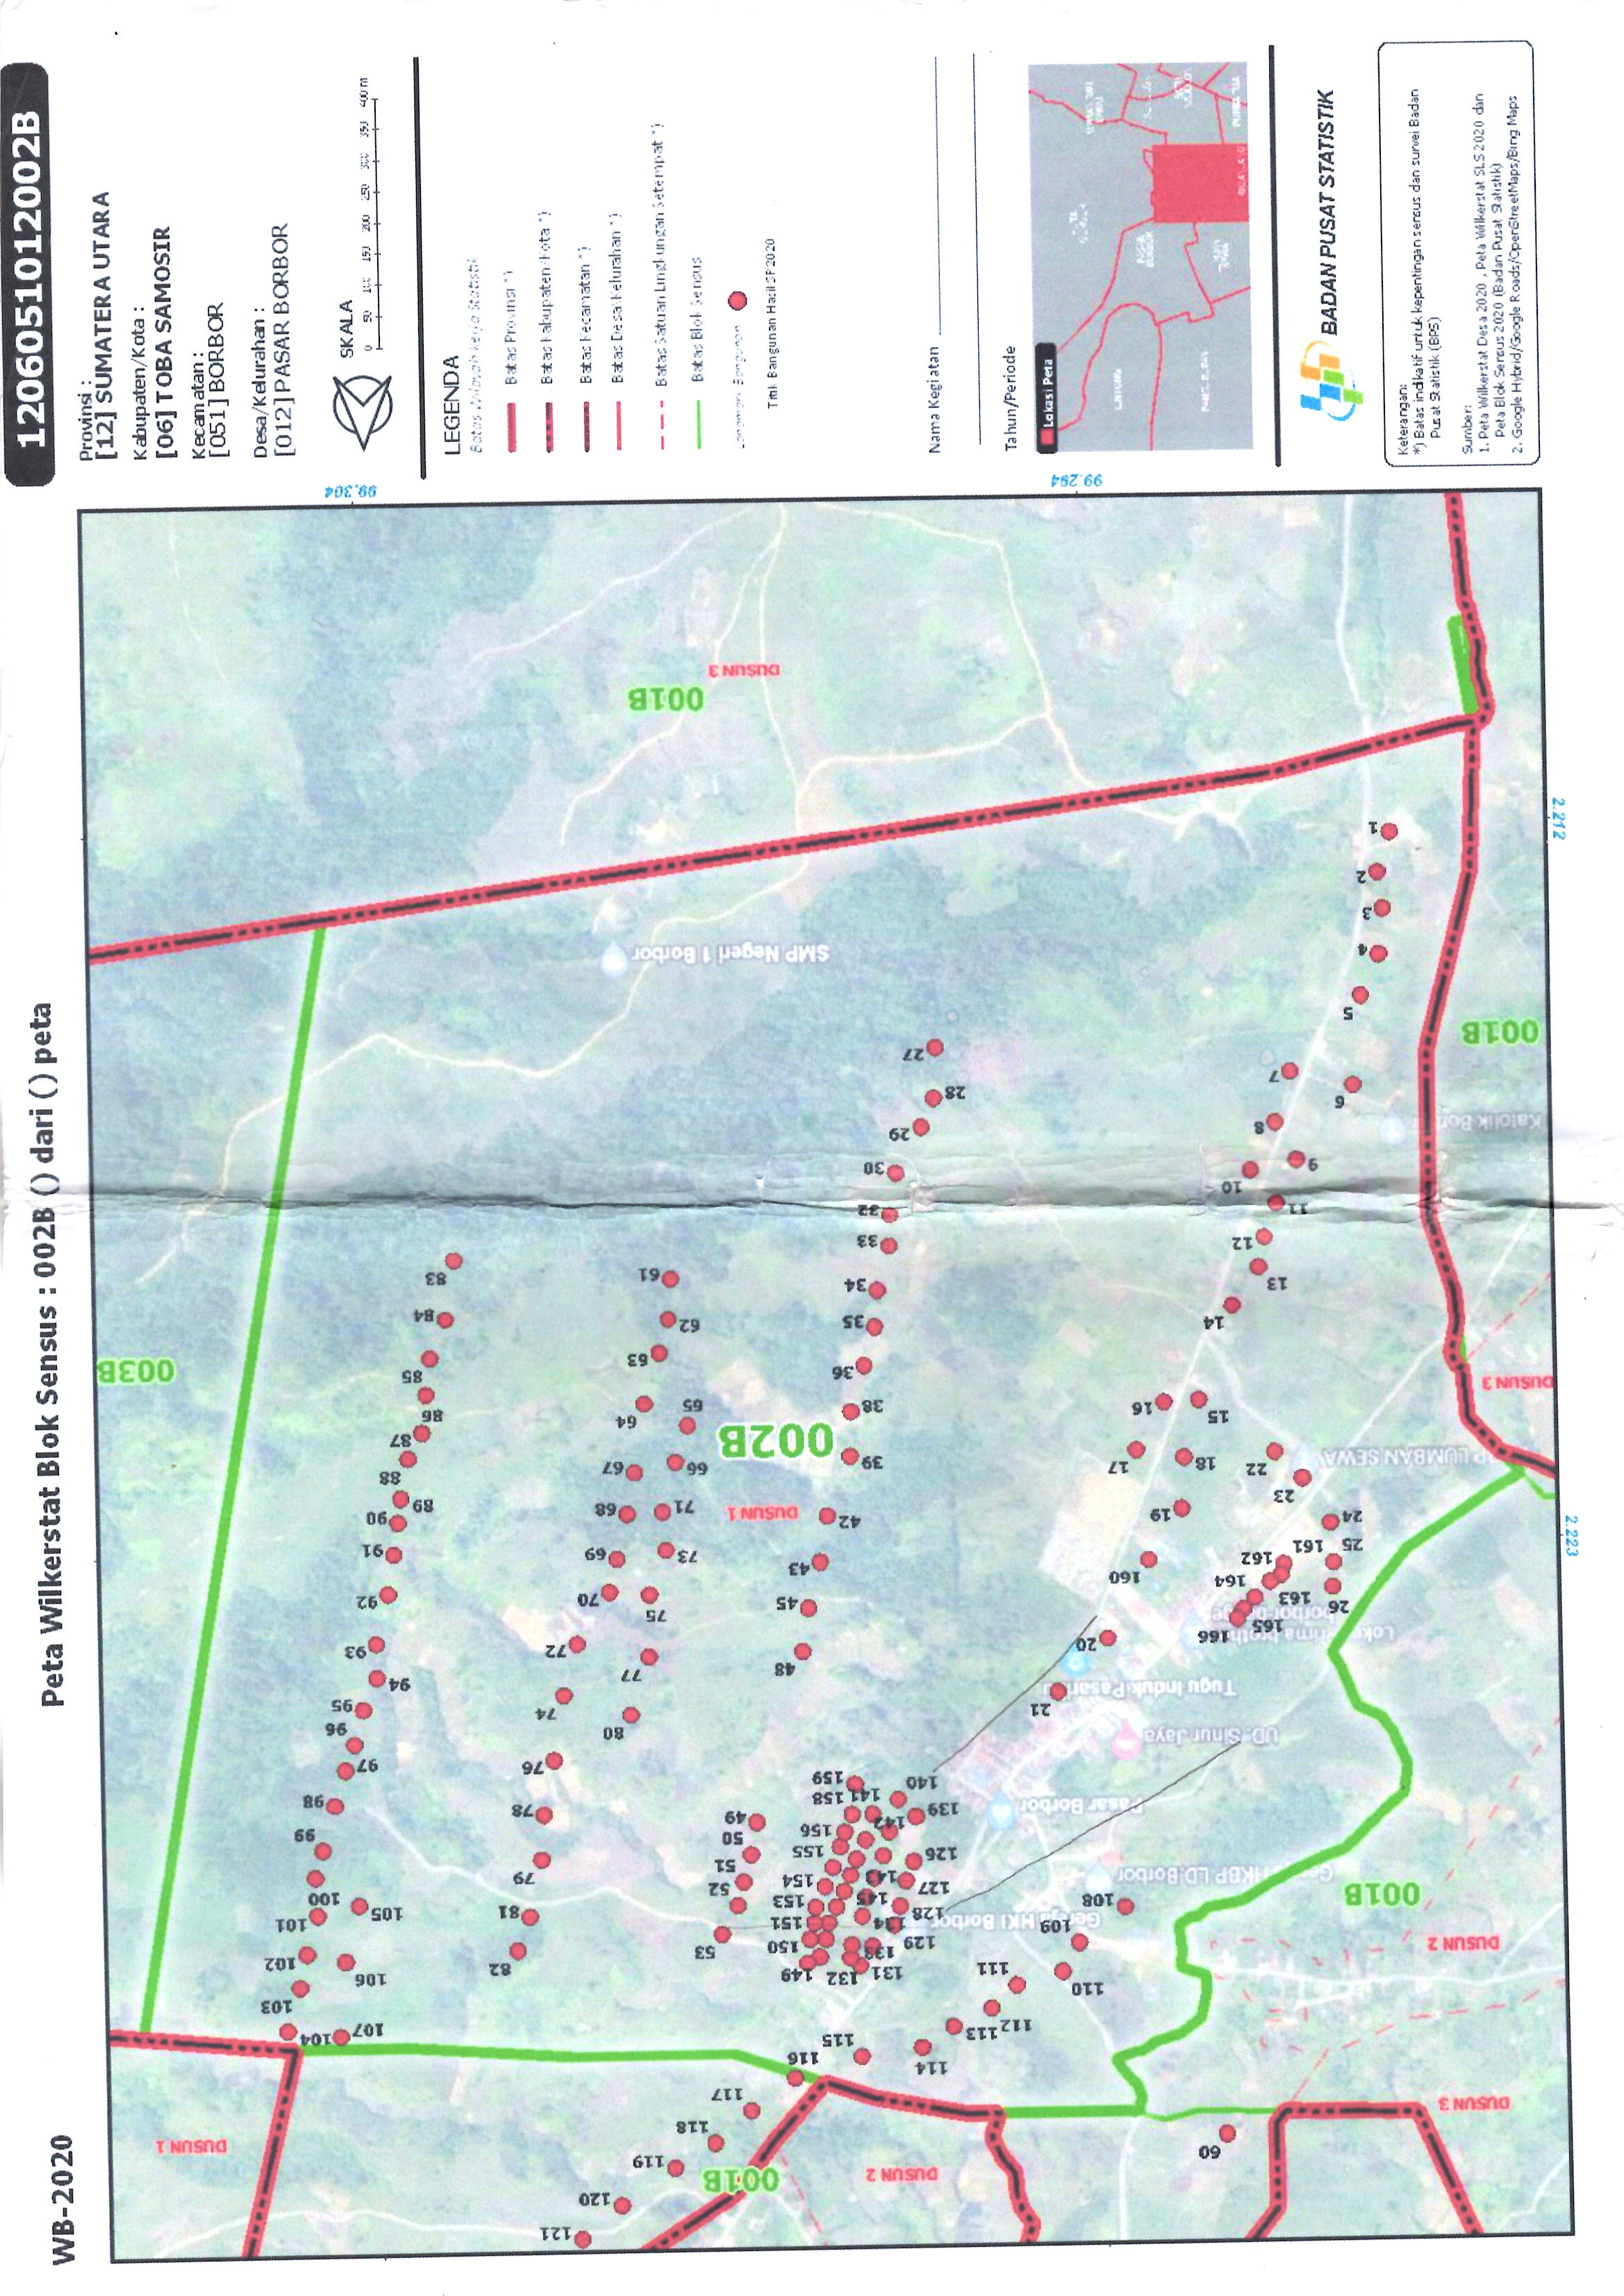 WB-2020
Peta Wilkerstat Blok Sensus : 002B () dari () peta
1206051012002B
Provinsi :
[12] SUMATERA UTARA
Kabupaten/Kota :
[06] TOBA SAMOSIR
Kecamatan :
[051] BORBOR
Desa/Kelurahan :
[012] PASAR BORBOR
SKALA
0 50 100 150 200 250 300 350 400 m
LEGENDA
Batas Wilayah Kerja Statistik
Batas Provinsi *)
Batas Kabupaten/Kota *)
Batas Kecamatan *)
Batas Desa/Kelurahan *)
Batas Satuan Lingkungan Setempat *)
Batas Blok Sensus
Landmark Bangunan
Titik Bangunan Hasil SP2020
Nama Kegiatan
Tahun/Periode
Lokasi Peta
BADAN PUSAT STATISTIK
Keterangan:
*) Batas indikatif untuk kepentingan sensus dan survei Badan
Pusat Statistik (BPS)
Sumber:
1. Peta Wilkerstat Desa 2020 , Peta Wilkerstat SLS 2020 dan
Peta Blok Sensus 2020 (Badan Pusat Statistik)
2. Google Hybrid/Google Roads/OpenStreetMaps/Bing Maps
99.304
99.294
2.223
2.212
DUSUN 1
003B
103
102
101
104
100
99
98
107
106
105
97
96
95
94
93
92
91
90
89
88
87
86
85
84
83
82
81
79
78
76
74
72
121
120
119
118
117
80
77
75
70
69
68
67
64
63
61
73
71
66
65
62
001B
53
52
51
50
49
48
45
43
42
DUSUN 1
002B
SMP Negeri 1 Borbor
001B
DUSUN 3
116
115
149
150
151
153
154
155
156
158
159
132
131
145
141
129
128
127
126
139
140
39
38
36
35
34
33
32
30
29
28
27
DUSUN 2
114
113
112
111
110
109
108
Gereja HKI Borbor
Pasar Borbor
21
20
HKBP LD.Borbor
UD. Sinur Jaya
Tugu Induk Pasar
160
17
19
16
18
15
14
13
12
11
10
9
8
7
6
5
4
3
2
1
60
166
165
164
163
162
161
22
23
24
25
26
001B
DUSUN 3
DUSUN 2
LUMBAN SEWA
DUSUN 3
Katolik Bor
001B